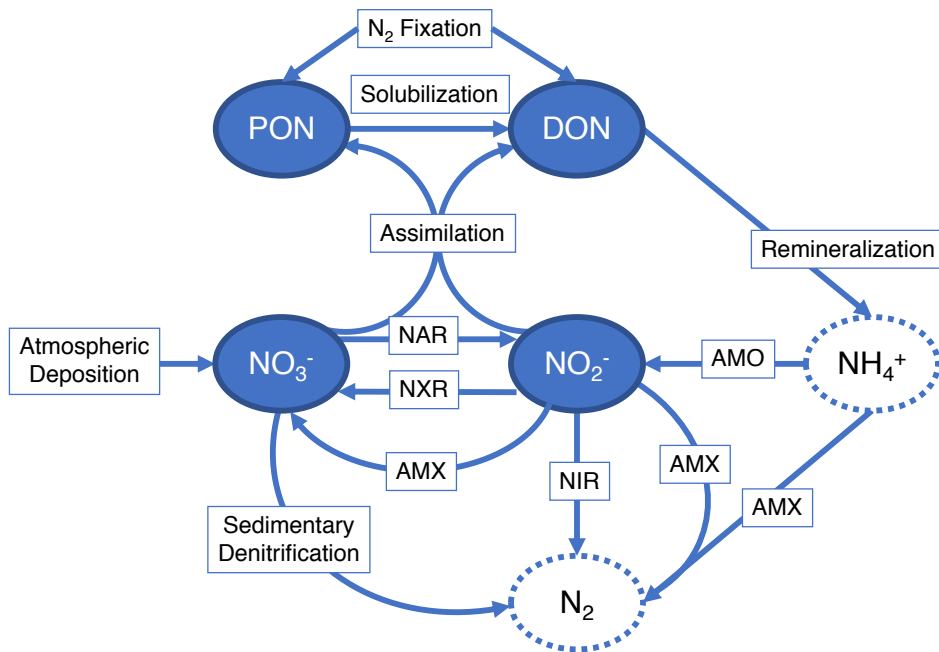 N₂ Fixation
Solubilization
PON
DON
Assimilation
Remineralization
Atmospheric
Deposition
NO₃⁻
NAR
NO₂⁻
AMO
NH₄⁺
NXR
AMX
NIR
AMX
AMX
Sedimentary
Denitrification
N₂